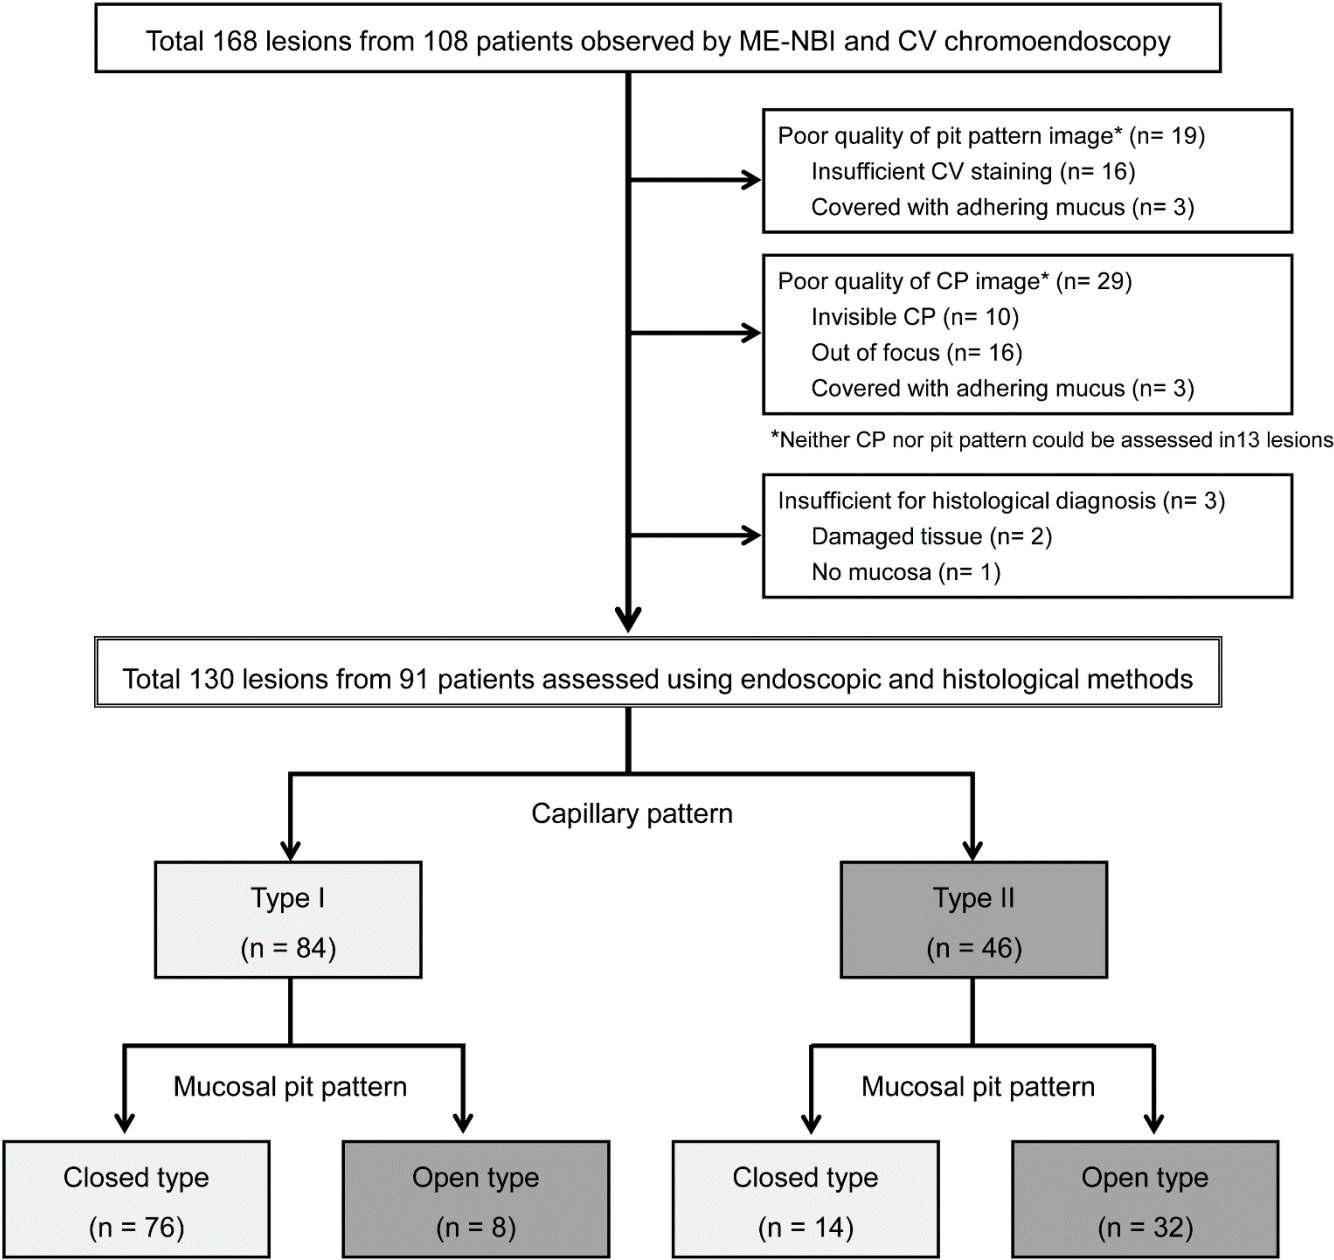 Total 168 lesions from 108 patients observed by ME-NBI and CV chromoendoscopy
Poor quality of pit pattern image* (n= 19)
Insufficient CV staining (n= 16)
Covered with adhering mucus (n= 3)
Poor quality of CP image* (n= 29)
Invisible CP (n= 10)
Out of focus (n= 16)
Covered with adhering mucus (n= 3)
*Neither CP nor pit pattern could be assessed in13 lesions
Insufficient for histological diagnosis (n= 3)
Damaged tissue (n= 2)
No mucosa (n= 1)
Total 130 lesions from 91 patients assessed using endoscopic and histological methods
Capillary pattern
Type I
(n = 84)
Type II
(n = 46)
Mucosal pit pattern
Mucosal pit pattern
Closed type
(n = 76)
Open type
(n = 8)
Closed type
(n = 14)
Open type
(n = 32)